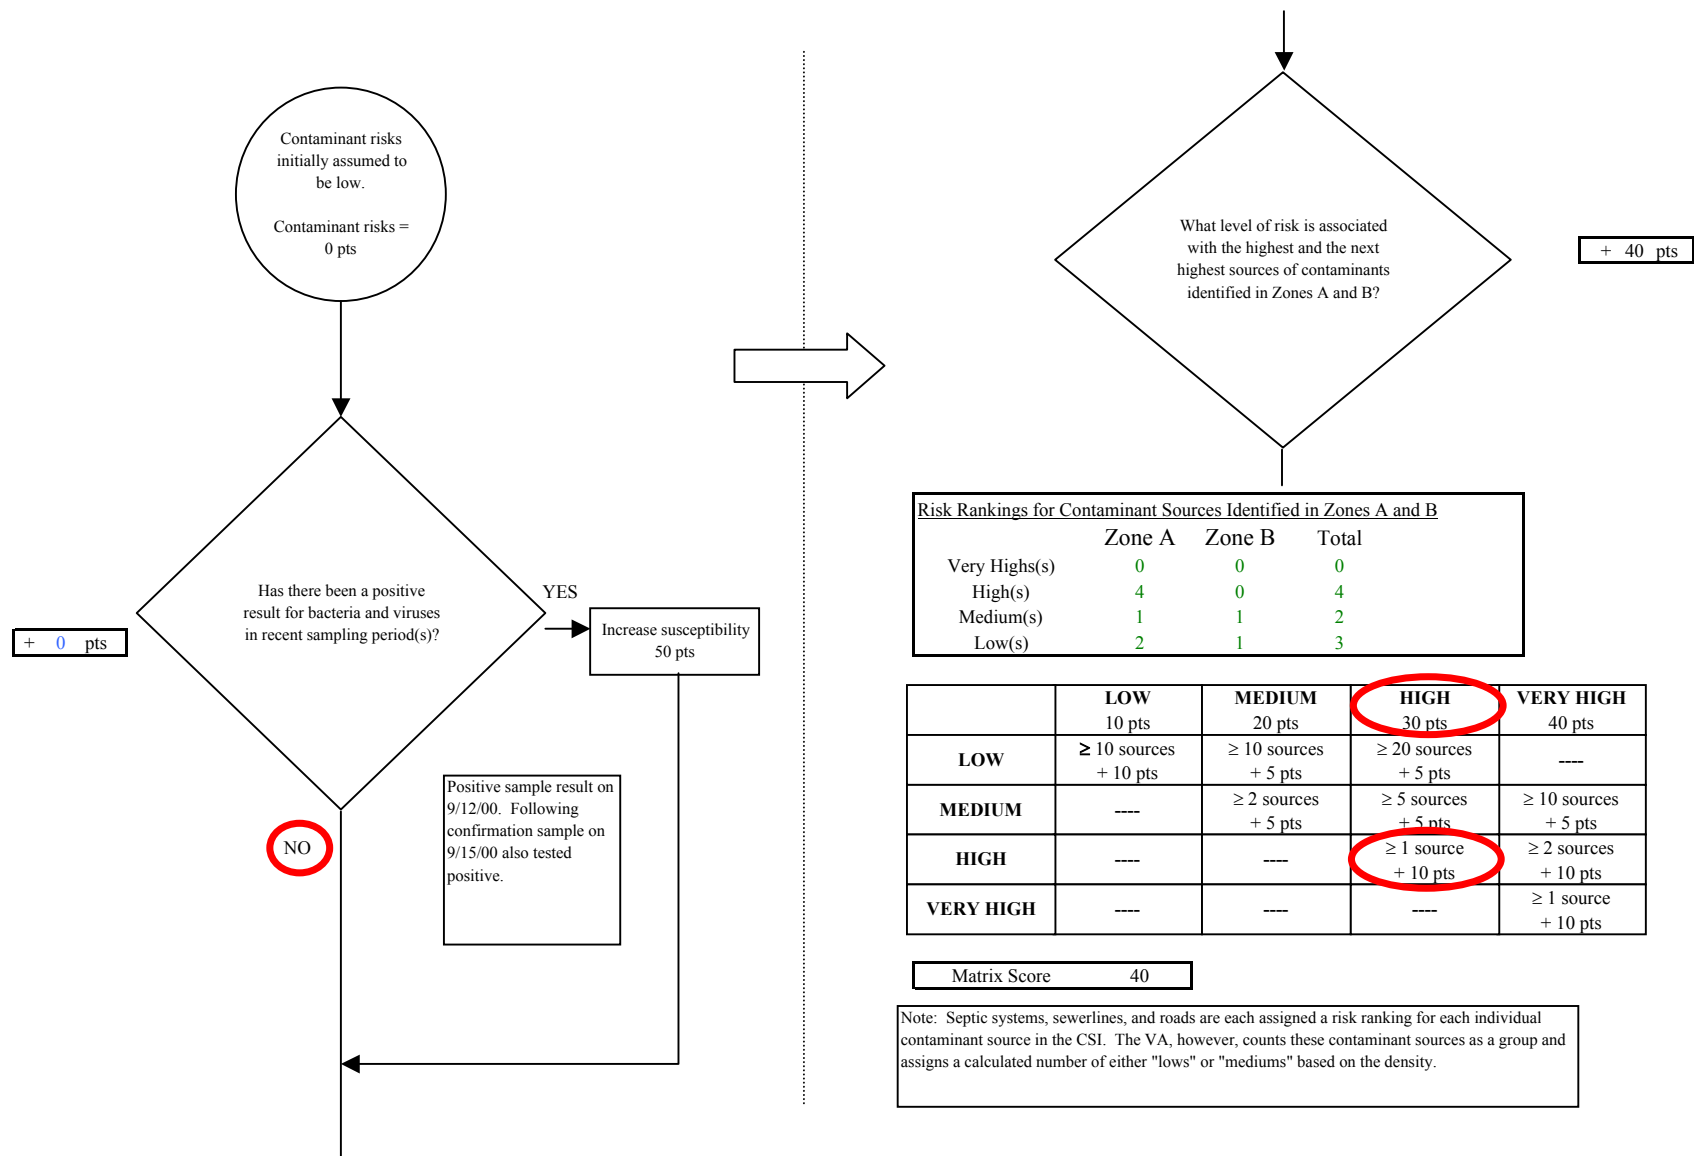 Contaminant risks
initially assumed to
be low.
Contaminant risks =
0 pts
Has there been a positive
result for bacteria and viruses
in recent sampling period(s)?
+ 0 pts
YES
Increase susceptibility
50 pts
Positive sample result on
9/12/00. Following
confirmation sample on
9/15/00 also tested
positive.
NO
What level of risk is associated
with the highest and the next
highest sources of contaminants
identified in Zones A and B?
+ 40 pts
Risk Rankings for Contaminant Sources Identified in Zones A and B
Zone A Zone B Total
Very Highs(s) 0 0 0
High(s) 4 0 4
Medium(s) 1 1 2
Low(s) 2 1 3
LOW MEDIUM HIGH VERY HIGH
10 pts 20 pts 30 pts 40 pts
LOW ≥ 10 sources ≥ 10 sources ≥ 20 sources ----
+ 10 pts + 5 pts + 5 pts
MEDIUM ---- ≥ 2 sources ≥ 5 sources ≥ 10 sources
+ 5 pts + 5 pts + 5 pts
HIGH ---- ---- ≥ 1 source ≥ 2 sources
+ 10 pts + 10 pts
VERY HIGH ---- ---- ---- ≥ 1 source
+ 10 pts
Matrix Score 40
Note: Septic systems, sewerlines, and roads are each assigned a risk ranking for each individual
contaminant source in the CSI. The VA, however, counts these contaminant sources as a group and
assigns a calculated number of either "lows" or "mediums" based on the density.